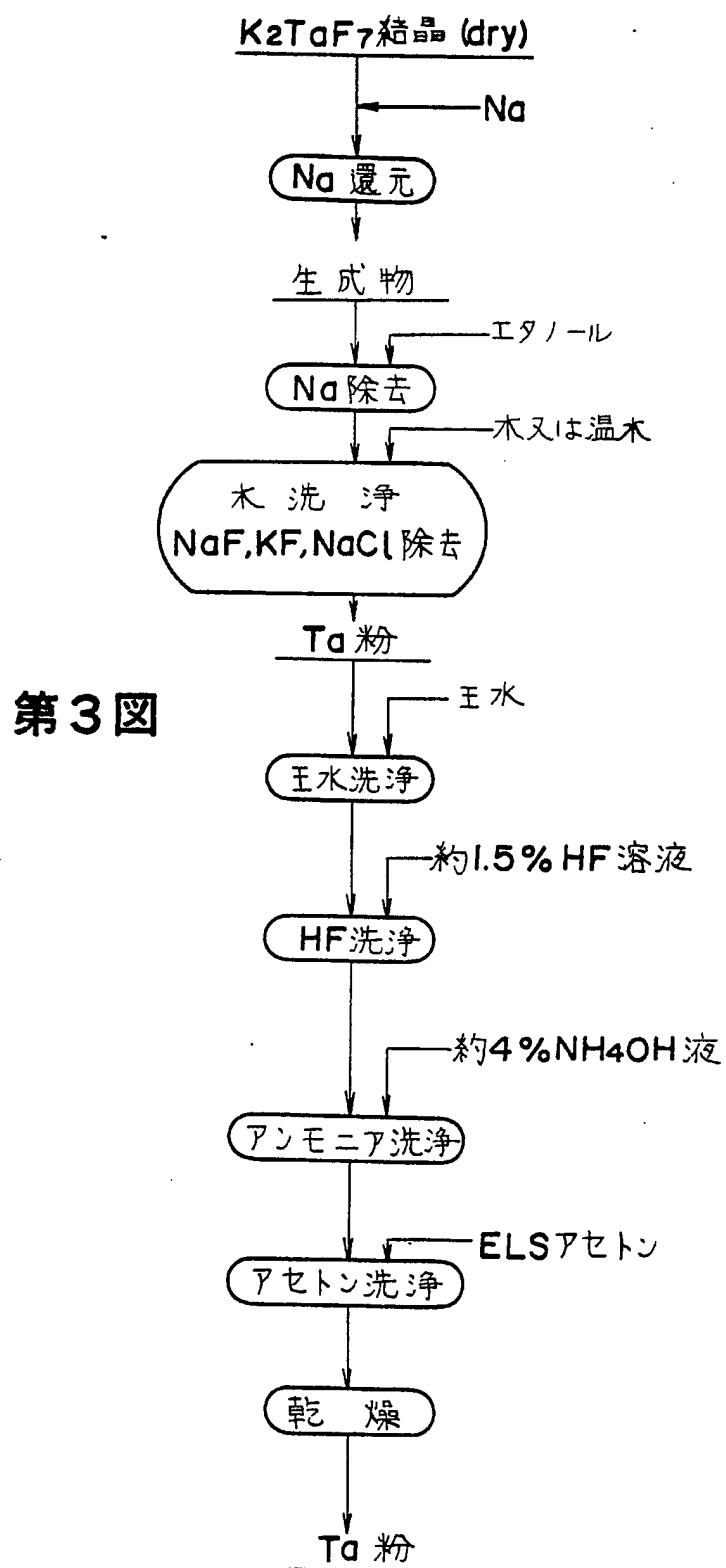 K2TaF7結晶(dry)
Na
Na還元
生成物
エタノール
Na除去
水又は温水
水洗浄
NaF,KF,NaCl除去
Ta粉
第3図
王水
王水洗浄
約1.5%HF溶液
HF洗浄
約4%NH4OH液
アンモニア洗浄
ELSアセトン
アセトン洗浄
乾燥
Ta粉